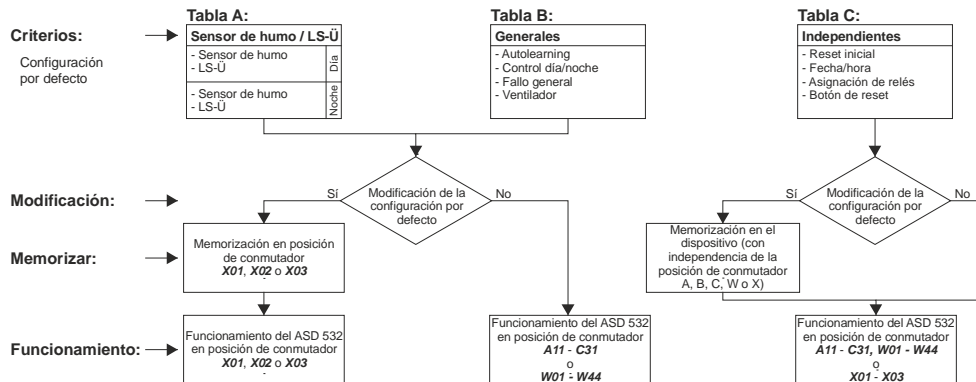 Tabla A:
Tabla B:
Tabla C:
Criterios:
Configuración
por defecto
Sensor de humo / LS-Ü
- Sensor de humo
- LS-Ü
Día
- Sensor de humo
- LS-Ü
Noche
Generales
- Autolearning
- Control día/noche
- Fallo general
- Ventilador
Independientes
- Reset inicial
- Fecha/hora
- Asignación de relés
- Botón de reset
Modificación:
Sí
Modificación de la
configuración por
defecto
No
Sí
Modificación de la
configuración por
defecto
No
Memorizar:
Memorización en posición
de conmutador
X01, X02 o X03
Memorización en el
dispositivo (con
independencia de la
posición de conmutador
A, B, C, W o X)
Funcionamiento:
Funcionamiento del ASD 532
en posición de conmutador
X01, X02 o X03
Funcionamiento del ASD 532
en posición de conmutador
A11 - C31
o
W01 - W44
Funcionamiento del ASD 532
en posición de conmutador
A11 - C31, W01 - W44
o
X01 - X03